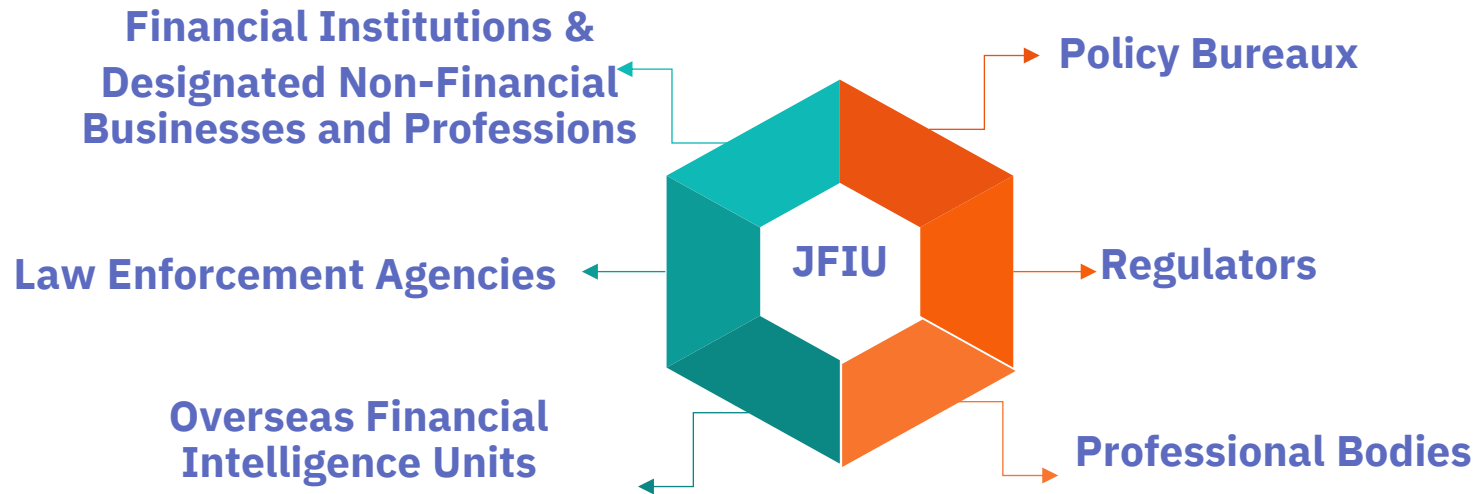 Financial Institutions &
Designated Non-Financial
Businesses and Professions
Policy Bureaux
Law Enforcement Agencies
JFIU
Regulators
Overseas Financial
Intelligence Units
Professional Bodies